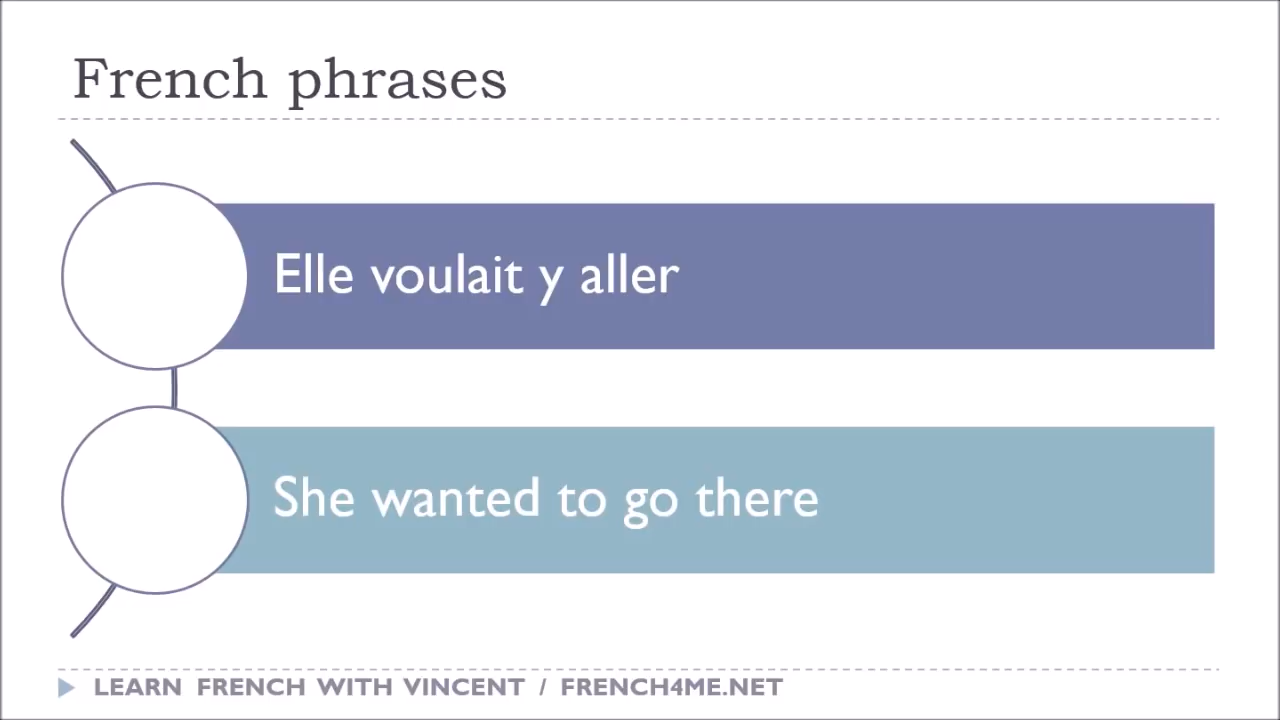 French phrases
Elle voulait y aller
She wanted to go there
LEARN FRENCH WITH VINCENT / FRENCH4ME.NET